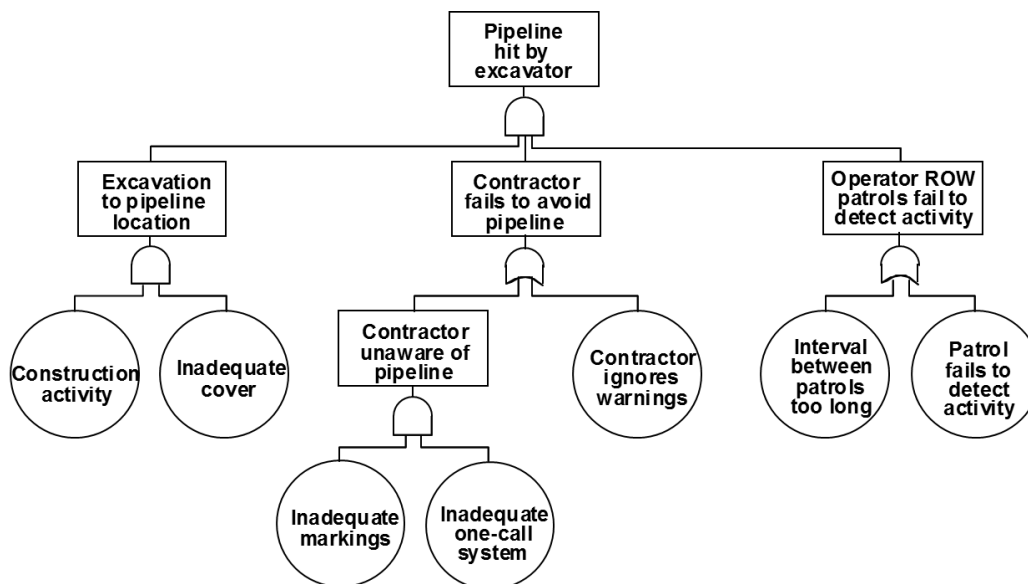 Pipeline
hit by
excavator
Excavation
to pipeline
location
Contractor
fails to avoid
pipeline
Operator ROW
patrols fail to
detect activity
Construction
activity
Inadequate
cover
Contractor
unaware of
pipeline
Contractor
ignores
warnings
Interval
between
patrols
too long
Patrol
fails to
detect
activity
Inadequate
markings
Inadequate
one-call
system